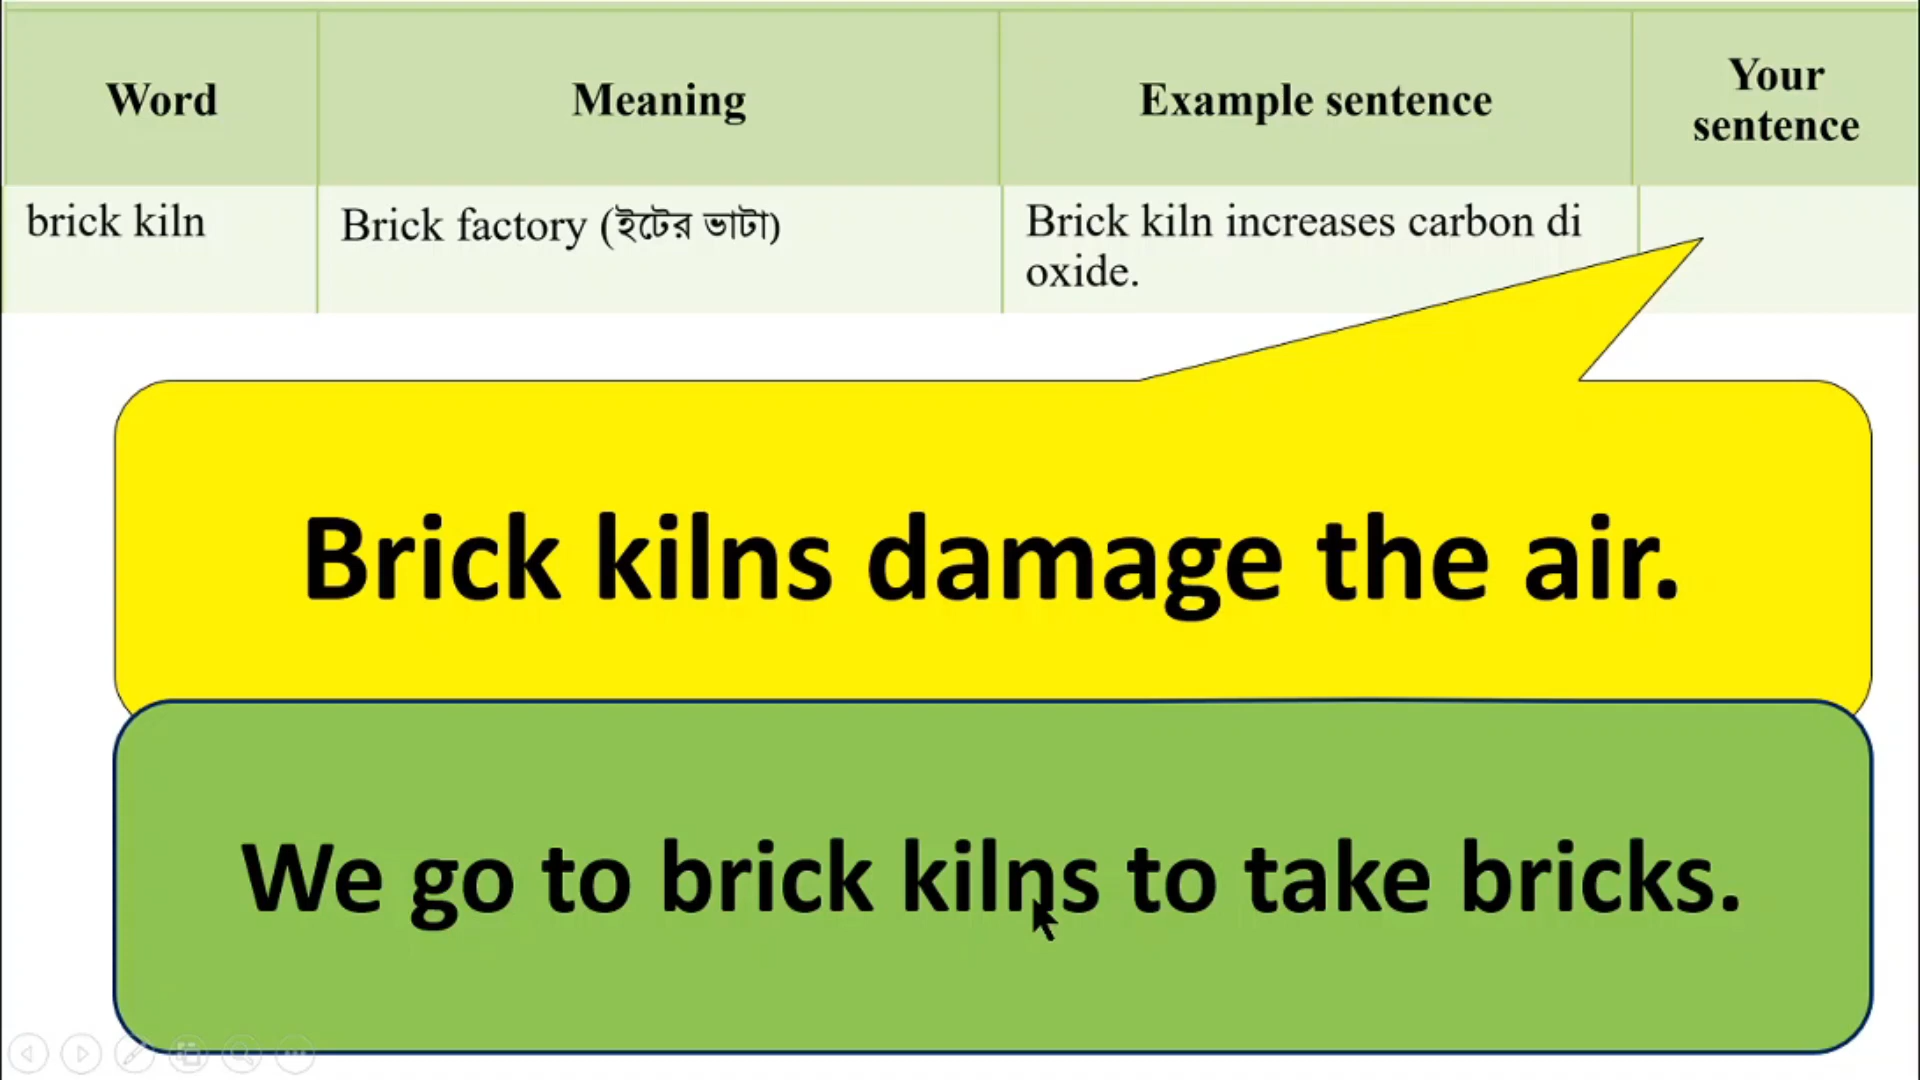 Word
Meaning
Example sentence
Your
sentence
brick kiln
Brick factory (ইটের ভাটা)
Brick kiln increases carbon di
oxide.
Brick kilns damage the air.
We go to brick kilns to take bricks.